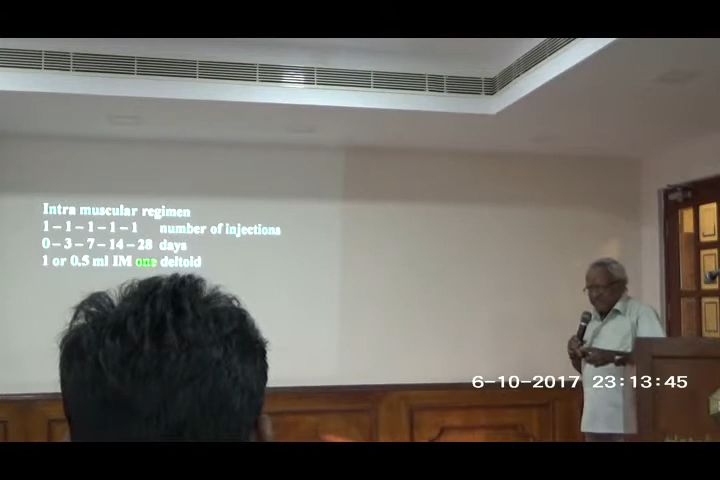 Intra muscular regimen
1 – 1 – 1 – 1 – 1 number of injections
0 – 3 – 7 – 14 – 28 days
1 or 0.5 ml IM one deltoid
6-10-2017 23:13:45